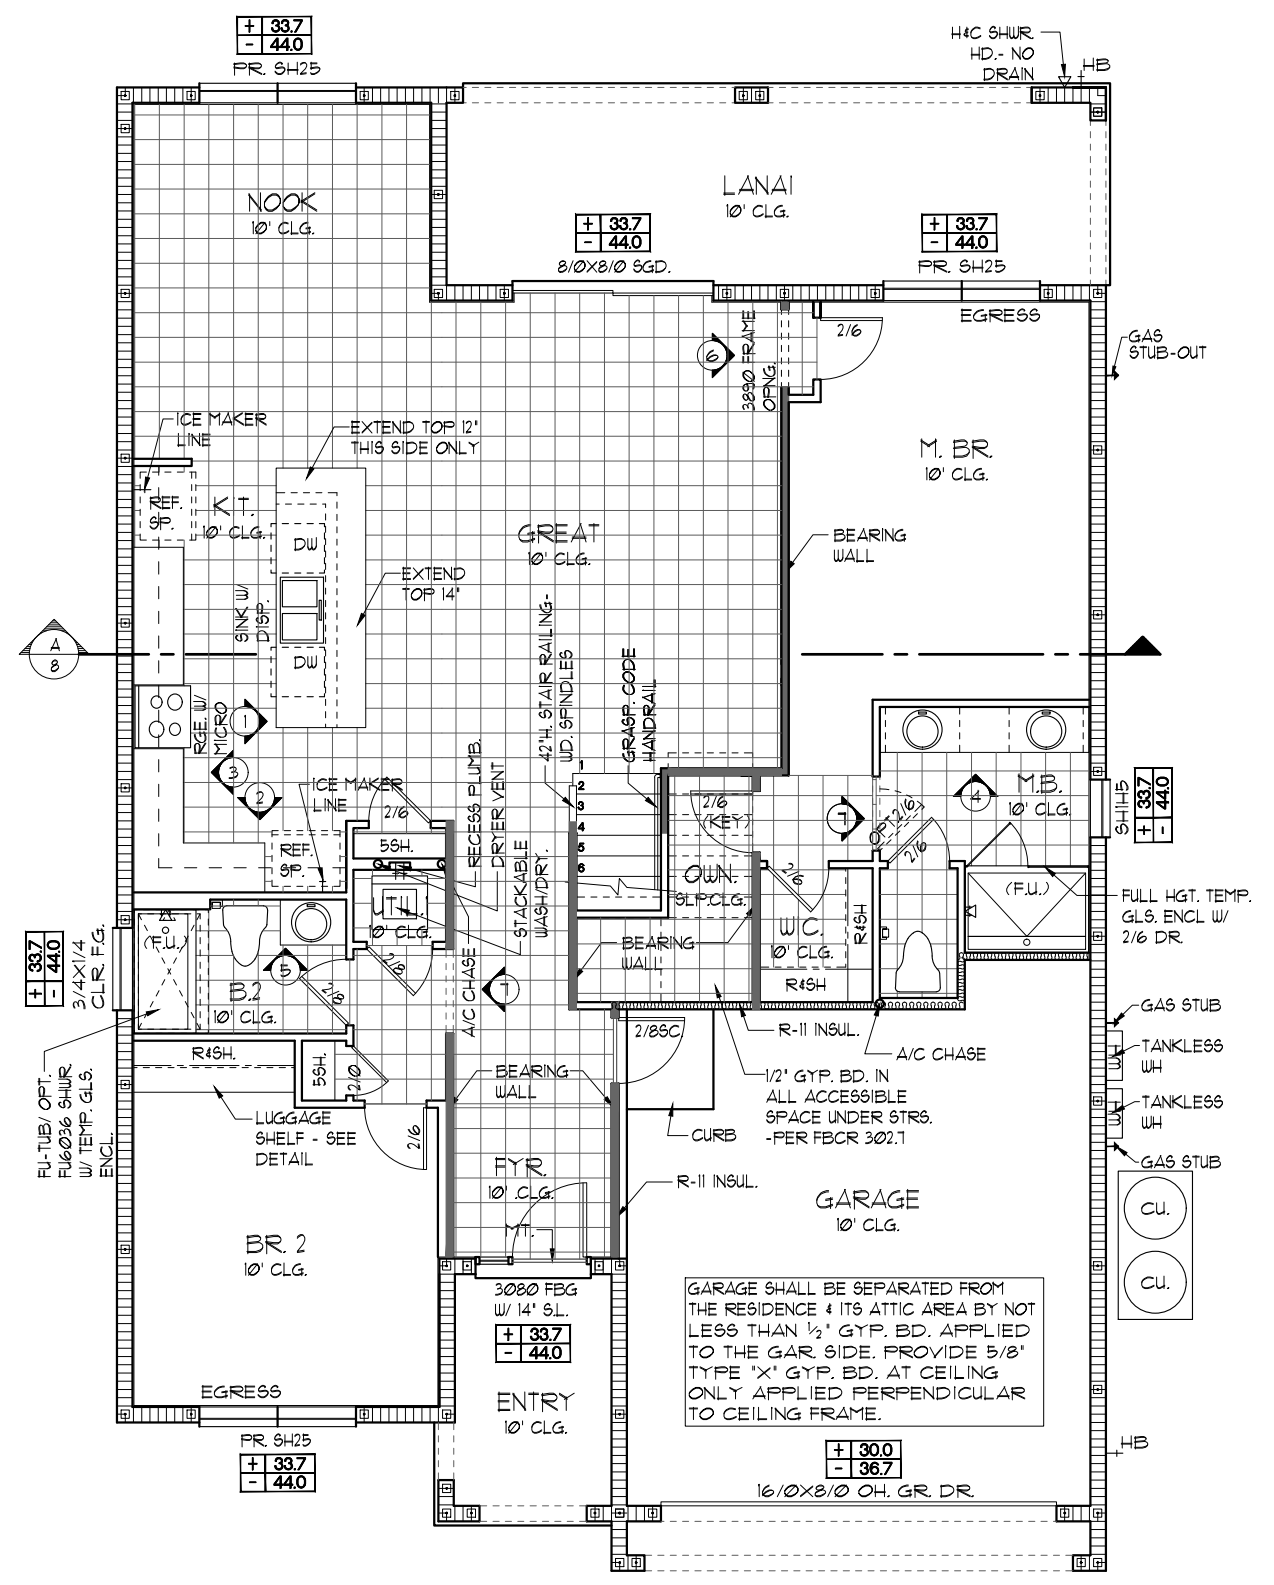 + 33.7
- 44.0
PR. SH25
H&C SHWR.
HD.- NO
DRAIN
HB
NOOK
10' CLG.
LANAI
10' CLG.
+ 33.7
- 44.0
8/0X8/0 SGD.
+ 33.7
- 44.0
PR. SH25
EGRESS
2/6
6
3890 FRAME
OPNG.
GAS
STUB-OUT
ICE MAKER
LINE
EXTEND TOP 12"
THIS SIDE ONLY
M. BR.
10' CLG.
REF.
SP.
KIT.
10' CLG.
DW
GREAT
10' CLG.
BEARING
WALL
EXTEND
TOP 14"
SINK W/
DISP.
DW
A
8
42"H. STAIR RAILING-
WD. SPINDLES
GRASP. CODE
HANDRAIL
RGE. W/
MICRO
1
3
2
ICE MAKER
LINE
2/6
RECESS PLUMB.
DRYER VENT
1
2
3
4
5
6
2/6
(KEY)
7
OPT. 2/6
2/6
4
M.B.
10' CLG.
SH1H5
+ 33.7
- 44.0
REF.
SP.
5SH.
STACKABLE
WASH/DRY.
OWN.
SLP.CLG.
2/6
(F.U.)
FULL HGT. TEMP.
GLS. ENCL W/
2/6 DR.
UTIL.
10' CLG.
W.C.
10' CLG.
R&SH
R&SH
+ 33.7
- 44.0
3/4X1/4
CLR. F.G.
(F.U.)
5
B.2
10' CLG.
2/8
2/8
A/C CHASE
7
BEARING
WALL
R-11 INSUL.
2/8SC.
A/C CHASE
GAS STUB
TANKLESS
WH
WH
TANKLESS
WH
WH
GAS STUB
R&SH.
5SH.
2/0
BEARING
WALL
1/2" GYP. BD. IN
ALL ACCESSIBLE
SPACE UNDER STRS.
-PER FBCR 302.7
CURB
FU-TUB/ OPT.
FU6036 SHWR
W/ TEMP. GLS.
ENCL.
LUGGAGE
SHELF - SEE
DETAIL
2/6
FYR.
10' CLG.
MT.
R-11 INSUL.
GARAGE
10' CLG.
CU.
CU.
BR. 2
10' CLG.
3080 FBG
W/ 14" S.L.
+ 33.7
- 44.0
GARAGE SHALL BE SEPARATED FROM
THE RESIDENCE & ITS ATTIC AREA BY NOT
LESS THAN 1/2" GYP. BD. APPLIED
TO THE GAR. SIDE. PROVIDE 5/8"
TYPE "X" GYP. BD. AT CEILING
ONLY APPLIED PERPENDICULAR
TO CEILING FRAME.
EGRESS
ENTRY
10' CLG.
PR. SH25
+ 33.7
- 44.0
+ 30.0
- 36.7
16/0X8/0 OH. GR. DR.
HB